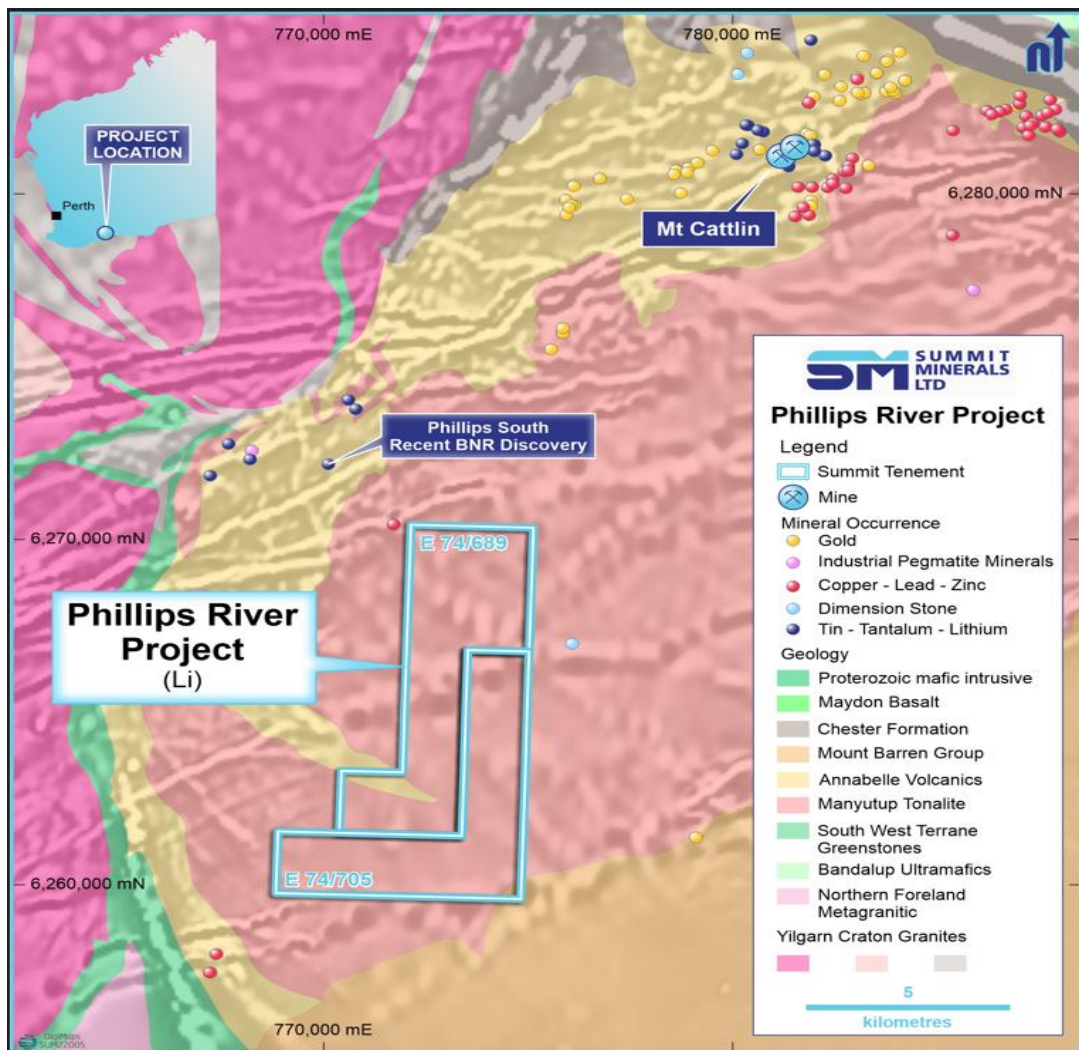 770,000 mE
780,000 mE
n
PROJECT
LOCATION
Perth
6,280,000 mN
Mt Cattlin
Phillips South
Recent BNR Discovery
6,270,000 mN
E 74/689
Phillips River
Project
(Li)
E 74/705
6,260,000 mN
770,000 mE
DigiMaps
SUM22005
SM SUMMIT
MINERALS
LTD
Phillips River Project
Legend
Summit Tenement
Mine
Mineral Occurrence
Gold
Industrial Pegmatite Minerals
Copper - Lead - Zinc
Dimension Stone
Tin - Tantalum - Lithium
Geology
Proterozoic mafic intrusive
Maydon Basalt
Chester Formation
Mount Barren Group
Annabelle Volcanics
Manyutup Tonalite
South West Terrane
Greenstones
Bandalup Ultramafics
Northern Foreland
Metagranitic
Yilgarn Craton Granites
5
kilometres